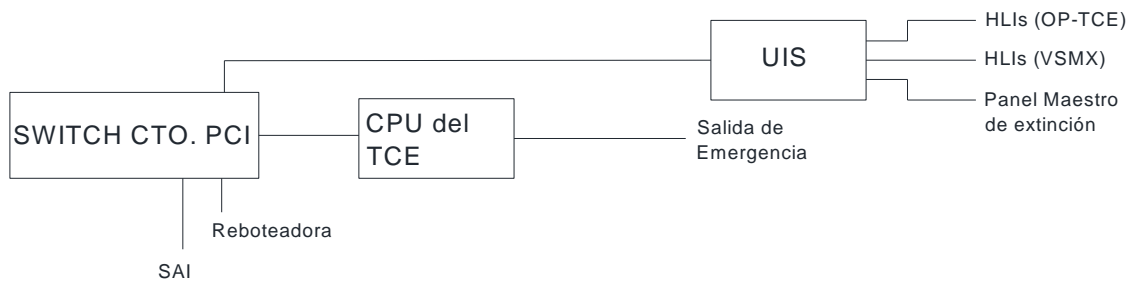 HLIs (OP-TCE)
UIS
HLIs (VSMX)
Panel Maestro
de extinción
SWITCH CTO. PCI
CPU del
TCE
Salida de
Emergencia
Reboteadora
SAI